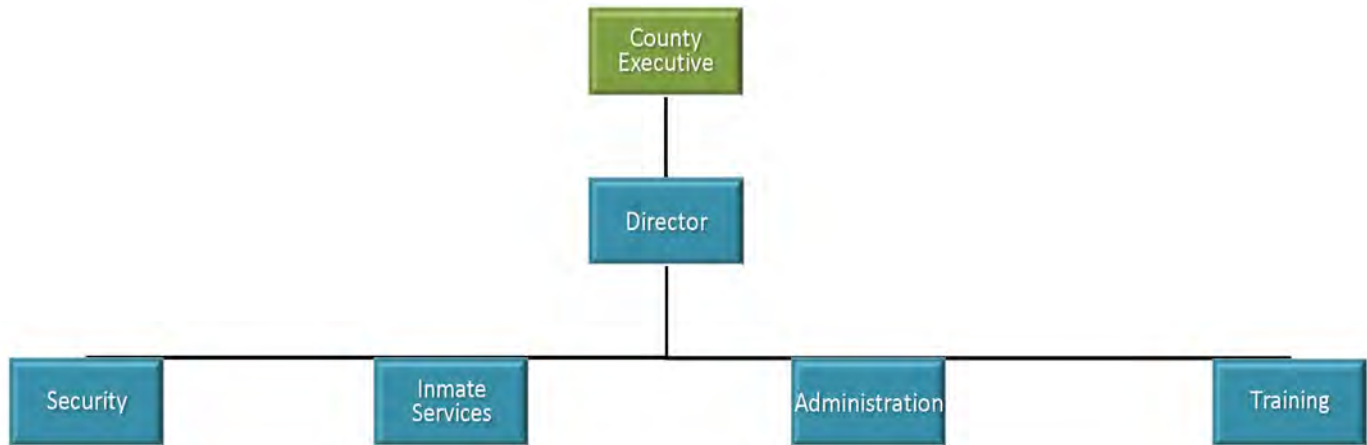 County
Executive
Director
Security
Inmate
Services
Administration
Training